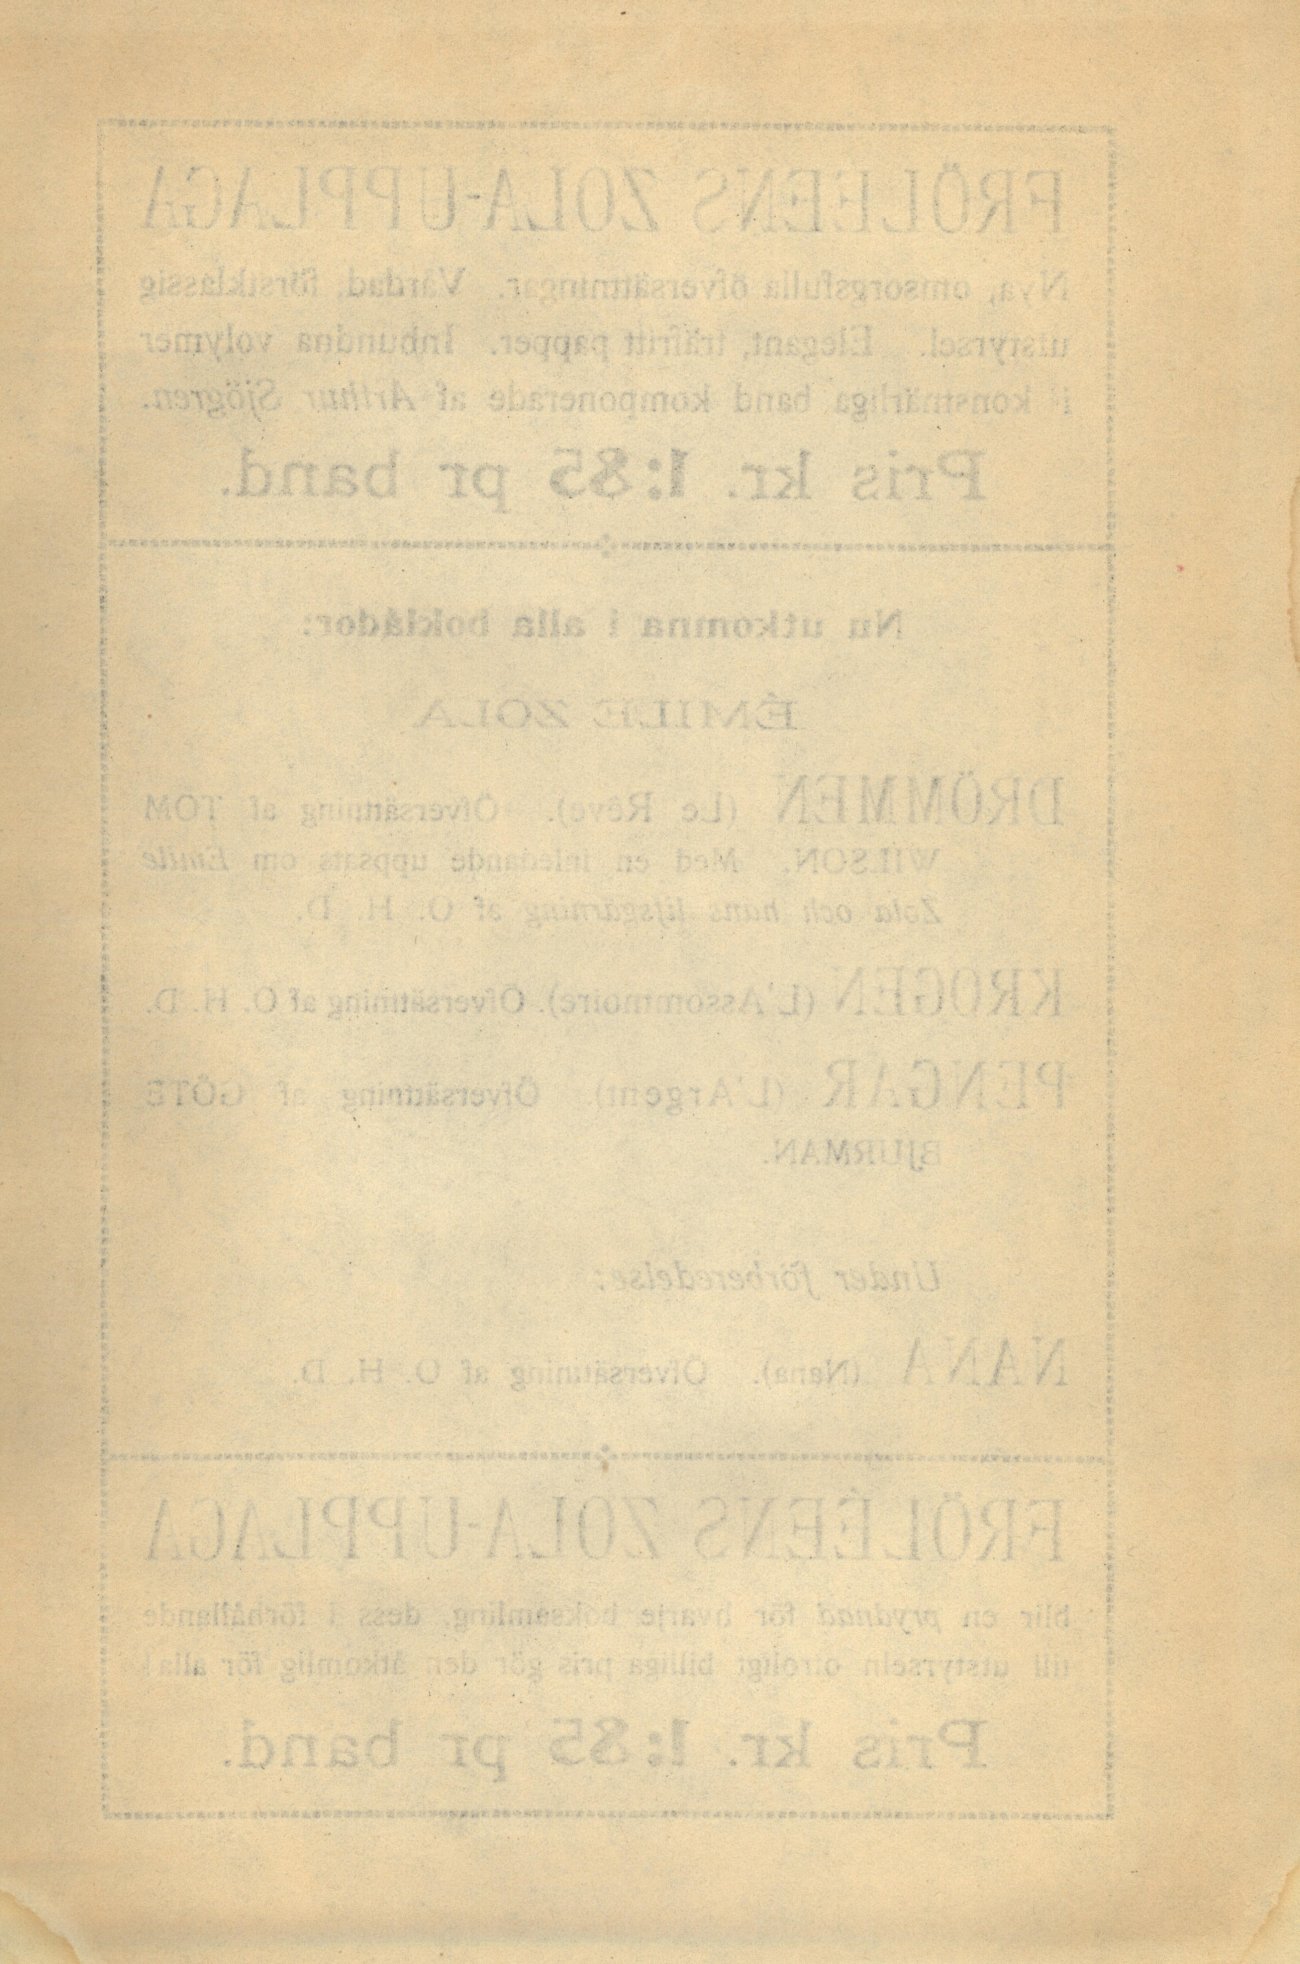 FRÖLÉENS ZOLA-UPPLAGA
Nya, omsorgsfulla öfversättningar. Vårdad, förstklassig
utstyrsel. Elegant, träfritt papper. Inbundna volymer
i konstnärliga band komponerade af Arthur Sjögren.
Pris kr. 1:85 pr band.
Nu utkomna i alla boklådor:
ÉMILE ZOLA
DRÖMMEN (Le Rêve). Öfversättning af TOM
WILSON. Med en inledande uppsats om Emile
Zola och hans lifsgärning af O. H. D.
KROGEN (L'Assommoire). Öfversättning af O. H. D.
PENGAR (L'Argent). Öfversättning af GÖTE
BJURMAN.
Under förberedelse:
NANA (Nana). Öfversättning af O. H. D.
FRÖLÉENS ZOLA-UPPLAGA
blir en prydnad för hvarje boksamling, dess i förhållande
till utstyrseln otroligt billiga pris gör den åtkomlig för alla!
Pris kr. 1:85 pr band.